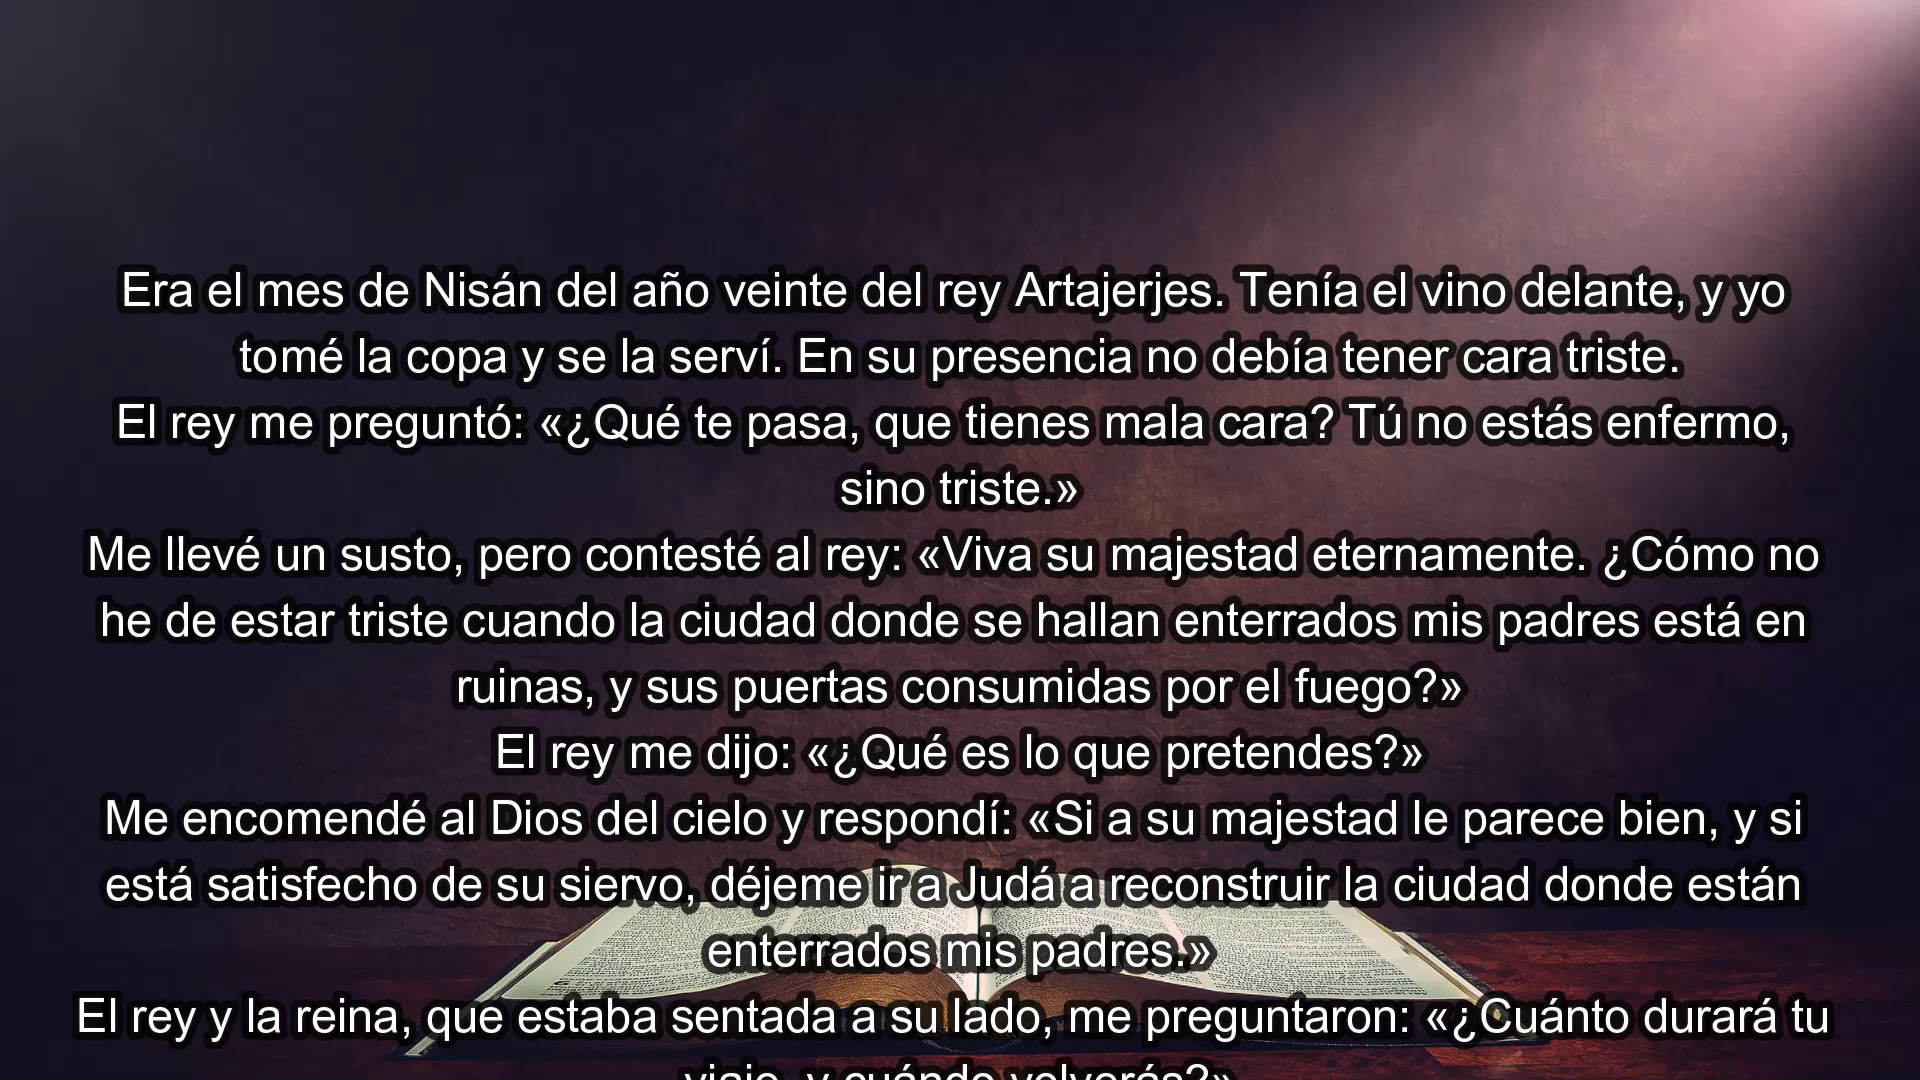 Era el mes de Nisán del año veinte del rey Artajerjes. Tenía el vino delante, y yo
tomé la copa y se la serví. En su presencia no debía tener cara triste.
El rey me preguntó: «¿Qué te pasa, que tienes mala cara? Tú no estás enfermo,
sino triste.»
Me llevé un susto, pero contesté al rey: «Viva su majestad eternamente. ¿Cómo no
he de estar triste cuando la ciudad donde se hallan enterrados mis padres está en
ruinas, y sus puertas consumidas por el fuego?»
El rey me dijo: «¿Qué es lo que pretendes?»
Me encomendé al Dios del cielo y respondí: «Si a su majestad le parece bien, y si
está satisfecho de su siervo, déjeme ir a Judá a reconstruir la ciudad donde están
enterrados mis padres.»
El rey y la reina, que estaba sentada a su lado, me preguntaron: «¿Cuánto durará tu
viaje, y cuándo volverás?»